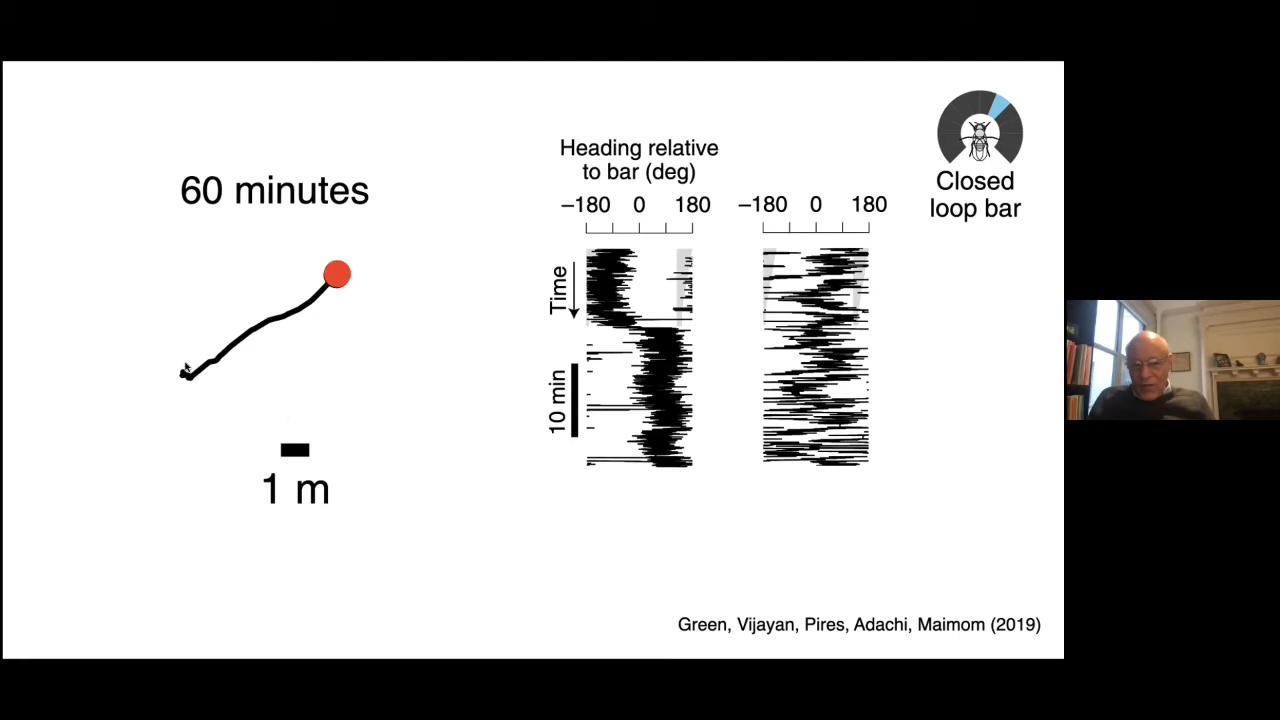 60 minutes
1 m
Heading relative
to bar (deg)
–180 0 180
–180 0 180
Time
10 min
Closed
loop bar
Green, Vijayan, Pires, Adachi, Maimom (2019)